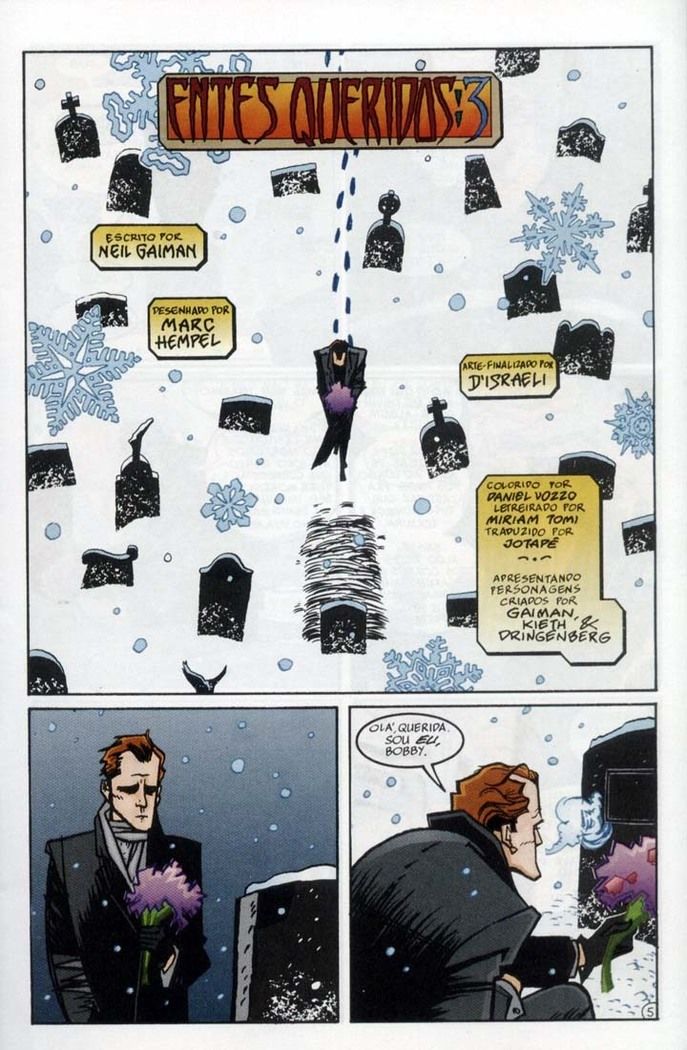 ENTES QUERIDOS:3
ESCRITO POR
NEIL GAIMAN
DESENHADO POR
MARC
HEMPEL
ARTE-FINALIZADO POR
D'ISRAELI
COLORIDO POR
DANIEL VOZZO
LETREIRADO POR
MIRIAM TOMI
TRADUZIDO POR
JOTAPÊ
APRESENTANDO
PERSONAGENS
CRIADOS POR
GAIMAN,
KIETH &
DRINGENBERG
OLÁ, QUERIDA.
SOU EU,
BOBBY.
5